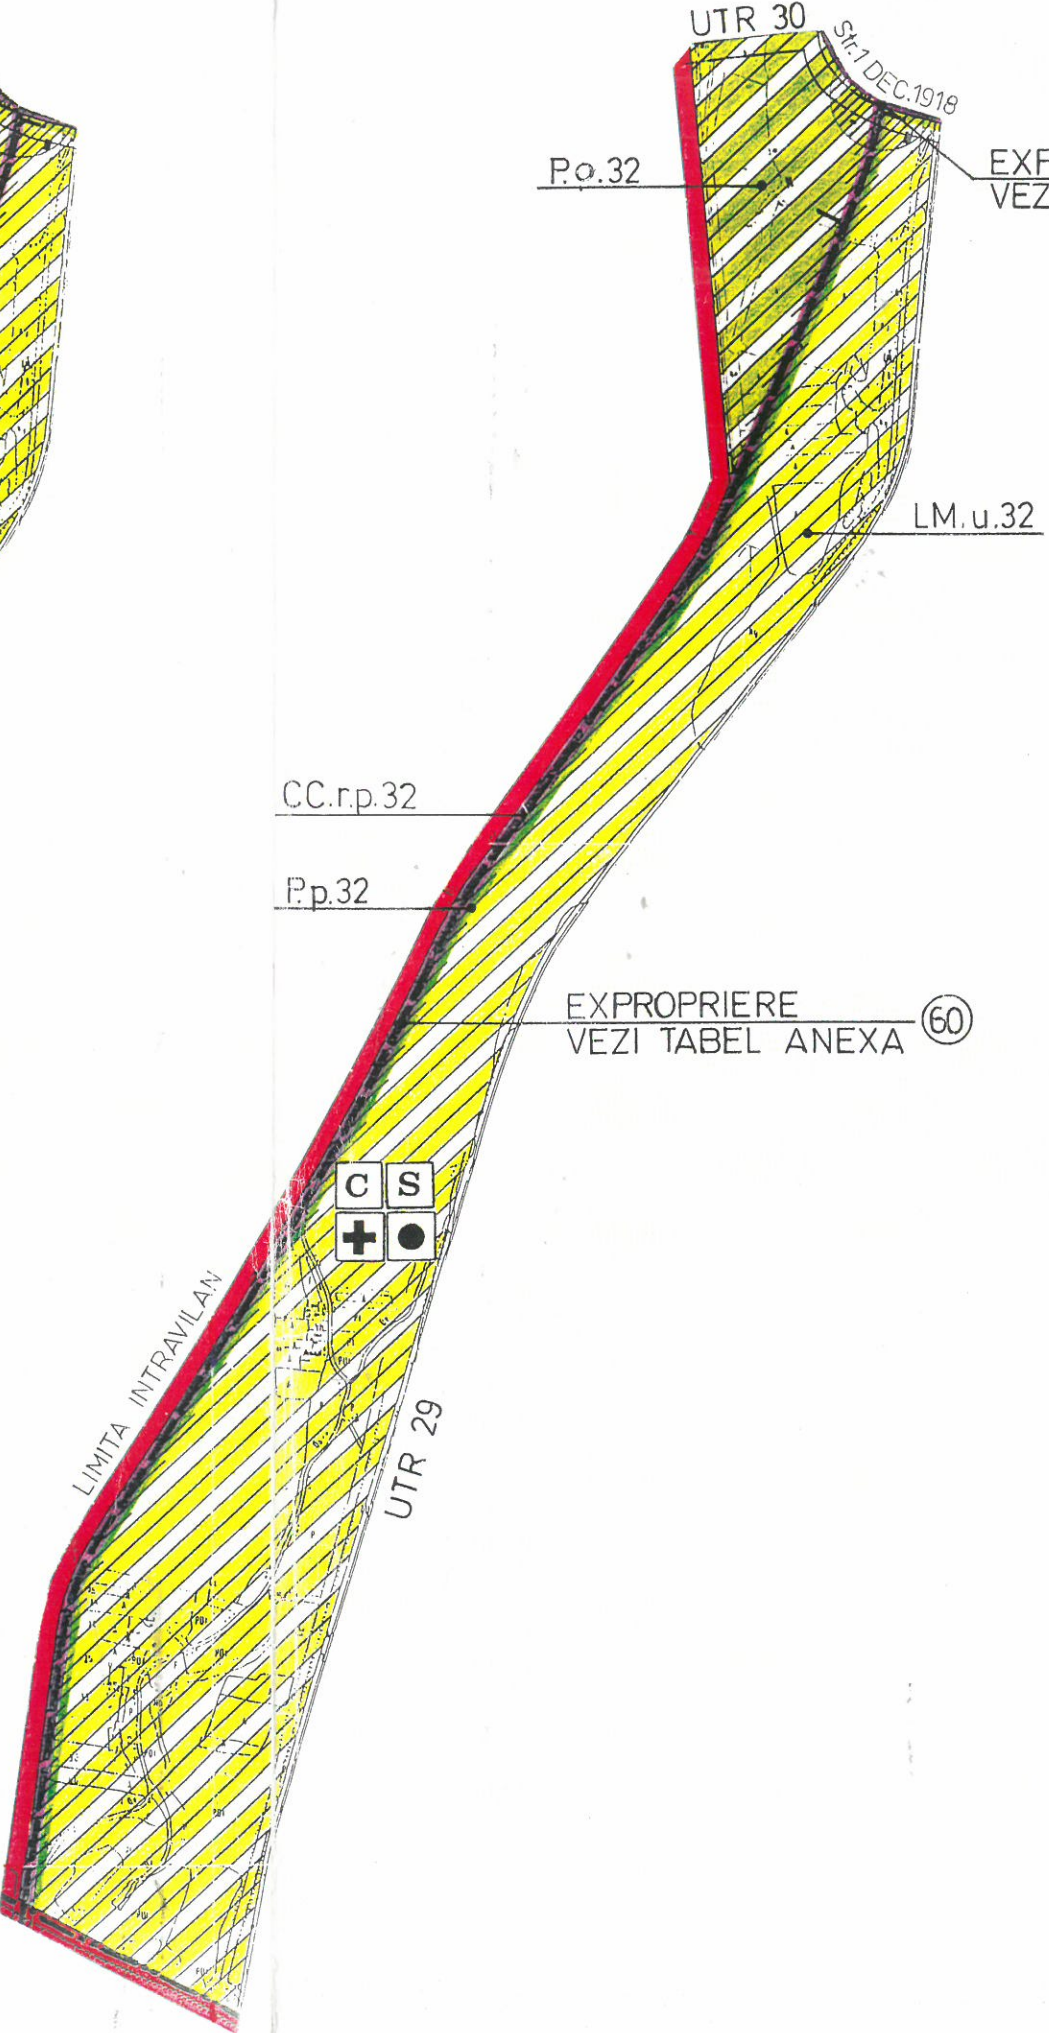 UTR 30
Str.1 DEC.1918
P.o.32
EXP
VEZ
LM.u.32
CC.r.p.32
P.p.32
EXPROPRIERE
VEZI TABEL ANEXA
60
C S
LIMITA INTRAVILAN
UTR 29